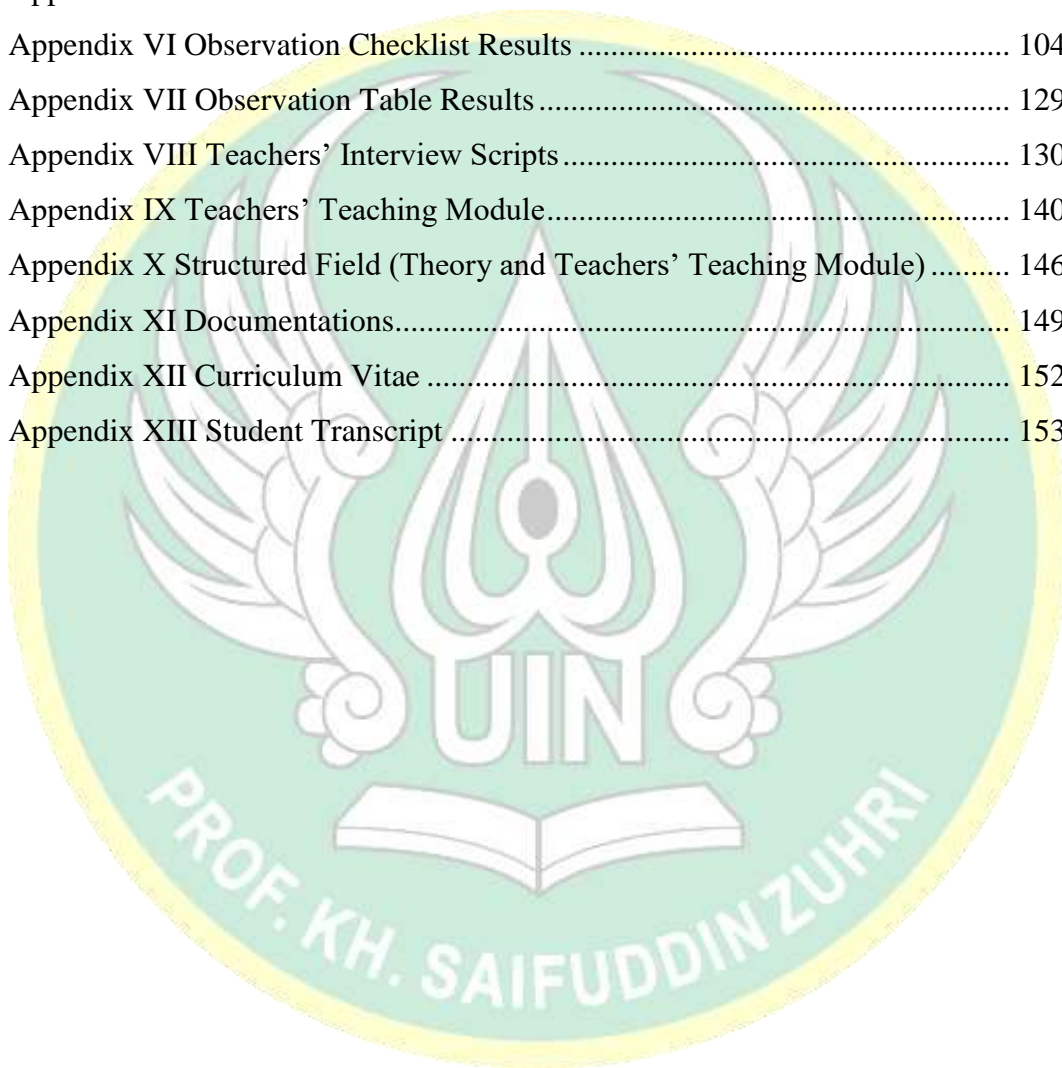 Appendix VI Observation Checklist Results ........................................................ 104
Appendix VII Observation Table Results ............................................................. 129
Appendix VIII Teachers’ Interview Scripts .......................................................... 130
Appendix IX Teachers’ Teaching Module ............................................................ 140
Appendix X Structured Field (Theory and Teachers’ Teaching Module) .......... 146
Appendix XI Documentations ............................................................................... 149
Appendix XII Curriculum Vitae ........................................................................... 152
Appendix XIII Student Transcript ........................................................................ 153
UIN
PROF. KH. SAIFUDDIN ZUHRI